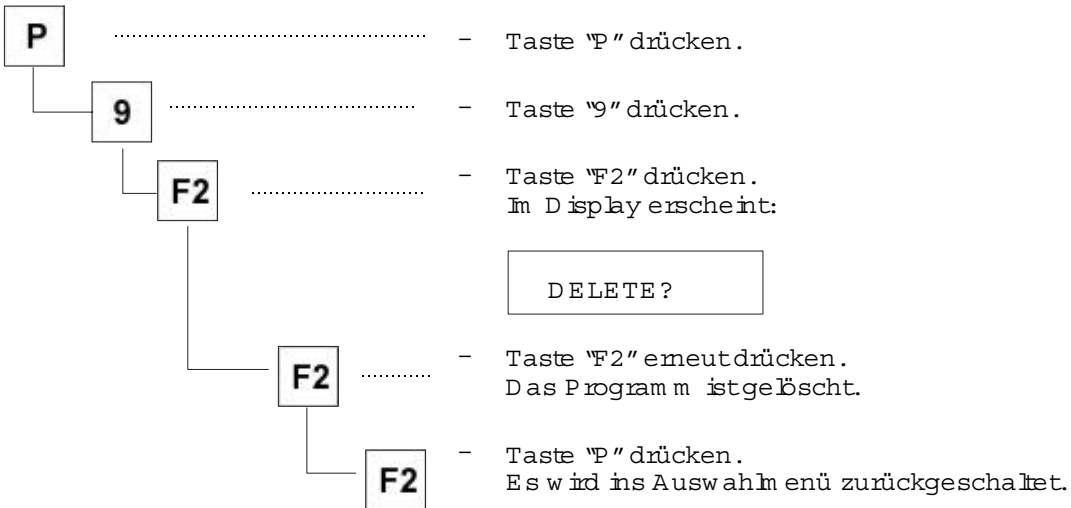 P - Taste "P" drücken.
9 - Taste "9" drücken.
F2 - Taste "F2" drücken.
Im Display erscheint:
DELETE?
F2 - Taste "F2" erneut drücken.
Das Programm ist gelöscht.
F2 - Taste "P" drücken.
Es wird ins Auswahlmenü zurückgeschaltet.